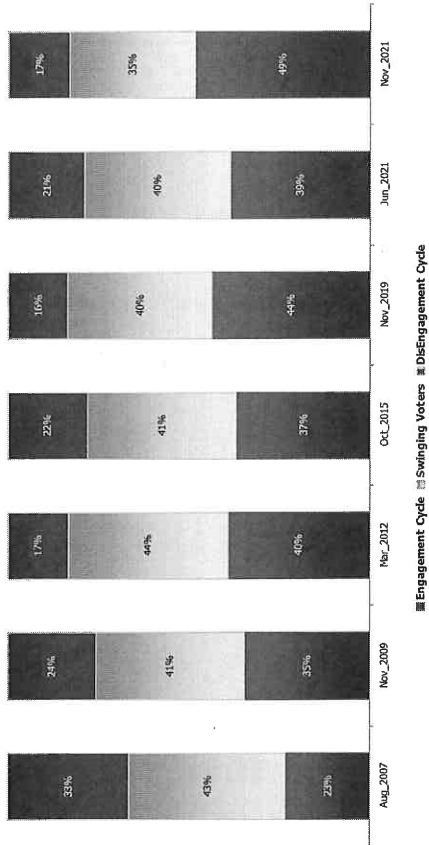 33%
24%
17%
22%
16%
21%
17%
43%
41%
44%
41%
40%
40%
35%
23%
35%
40%
37%
44%
39%
49%
Aug_2007
Nov_2009
Mar_2012
Oct_2015
Nov_2019
Jun_2021
Nov_2021
Engagement Cycle Swinging Voters DisEngagement Cycle